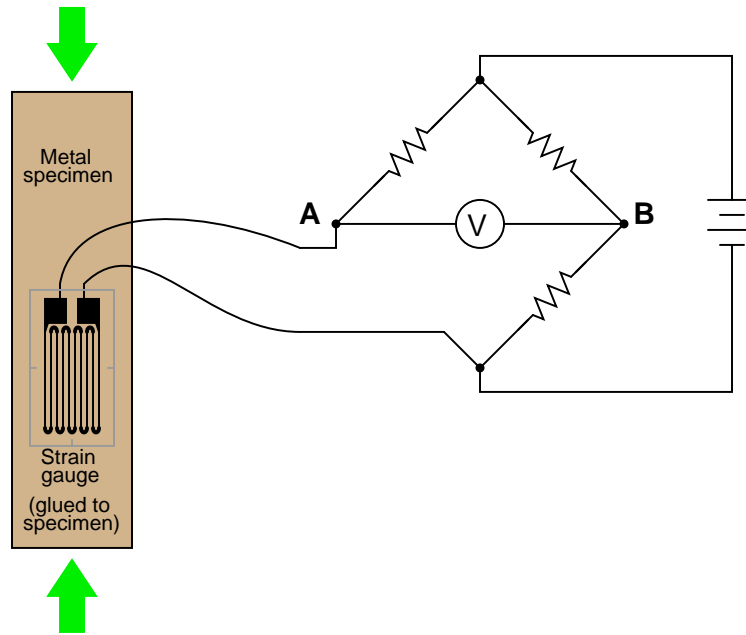 Metal
specimen
A
V
B
Strain
gauge
(glued to
specimen)